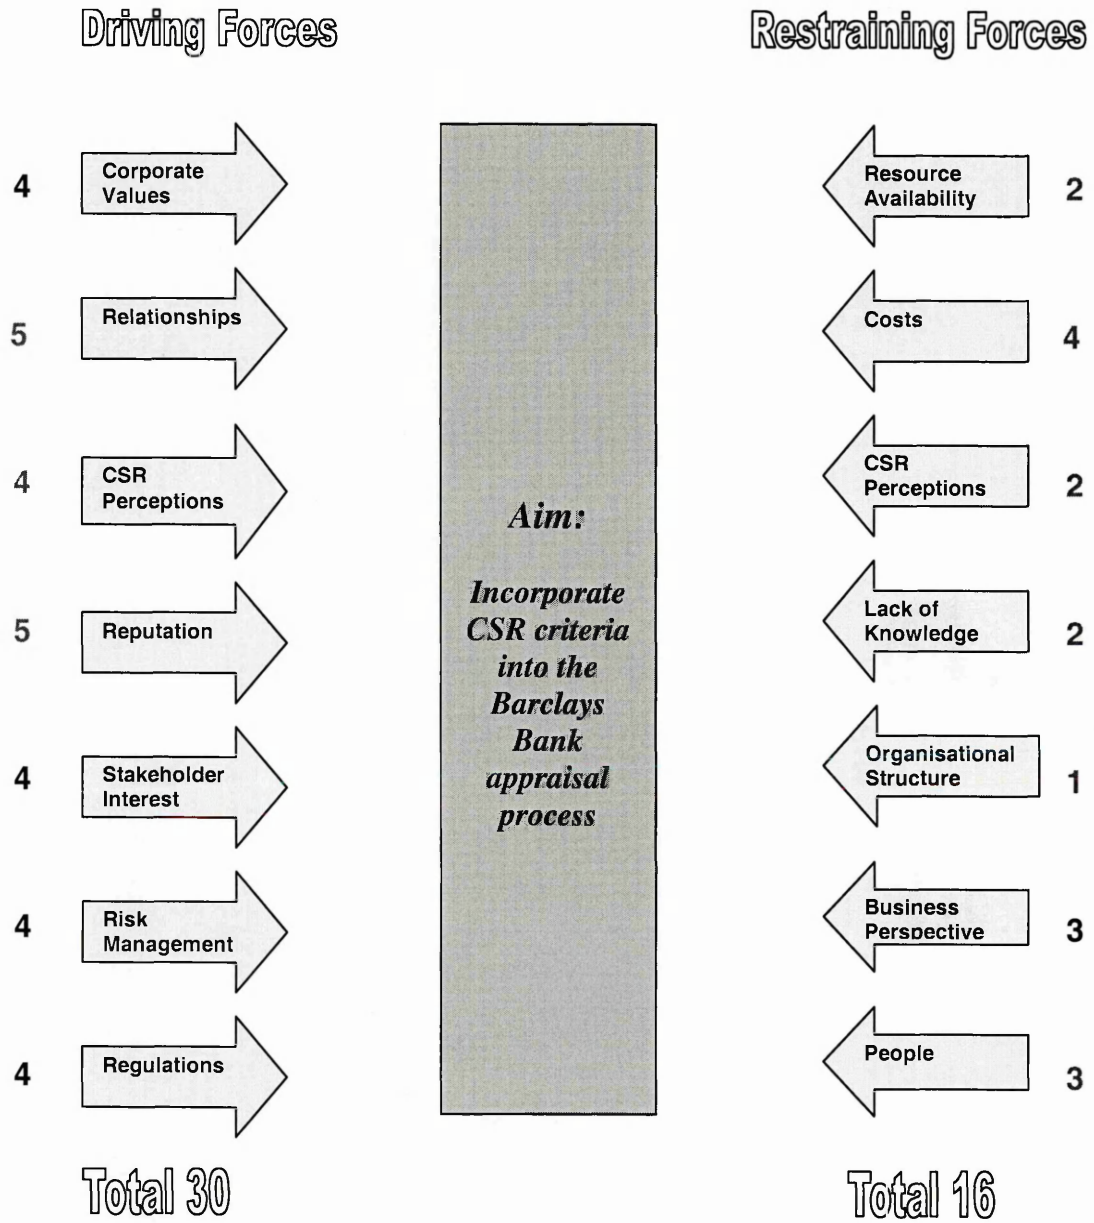 Driving Forces
4
Corporate
Values
5
Relationships
4
CSR
Perceptions
5
Reputation
4
Stakeholder
Interest
4
Risk
Management
4
Regulations
Total 30
Aim:
Incorporate
CSR criteria
into the
Barclays
Bank
appraisal
process
Restraining Forces
Resource
Availability
2
Costs
4
CSR
Perceptions
2
Lack of
Knowledge
2
Organisational
Structure
1
Business
Perspective
3
People
3
Total 16